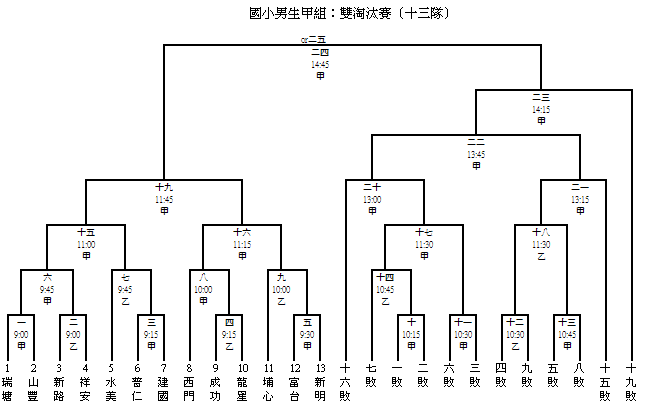 國小男生甲組：雙淘汰賽〔十三隊〕
or二五
二四
14:45
甲
二三
14:15
甲
二二
13:45
甲
十九
11:45
甲
二十
13:00
甲
二一
13:15
甲
十五
11:00
甲
十六
11:15
甲
十七
11:30
甲
十八
11:30
乙
六
9:45
甲
七
9:45
乙
八
10:00
甲
九
10:00
乙
十四
10:45
乙
一
9:00
甲
二
9:00
乙
三
9:15
甲
四
9:15
乙
五
9:30
甲
十
10:15
甲
十一
10:30
甲
十二
10:30
乙
十三
10:45
甲
1 瑞塘
2 山豐
3 新路
4 祥安
5 水美
6 普仁
7 建國
8 西門
9 成功
10 龍星
11 埔心
12 富台
13 新明
十六敗
七敗
一敗
二敗
六敗
三敗
四敗
九敗
五敗
八敗
十五敗
十九敗